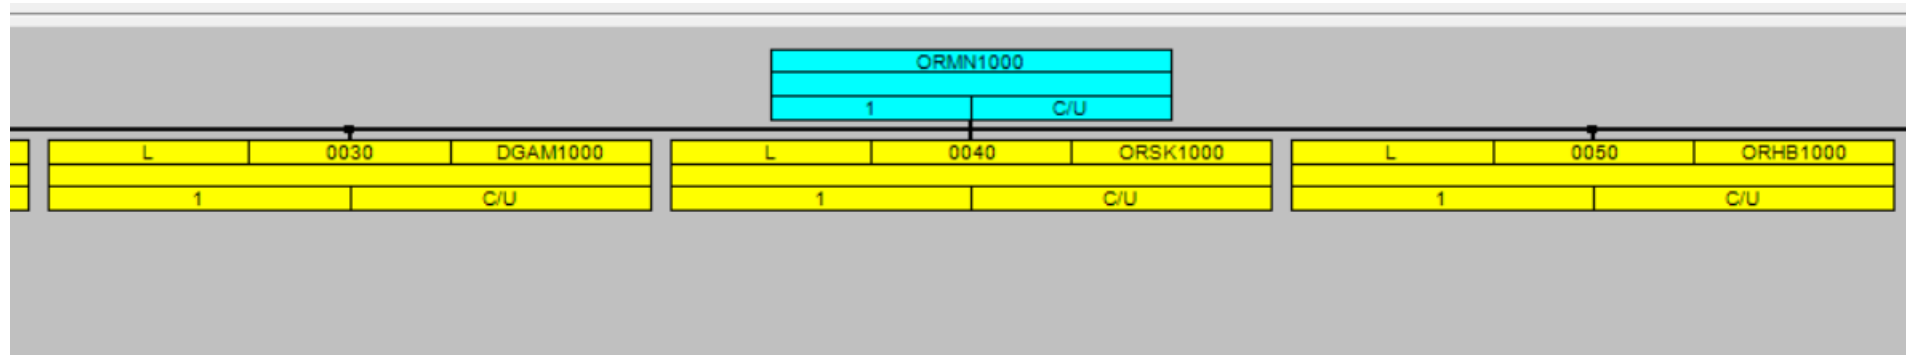 ORMN1000
1 C/U
L 0030 DGAM1000 L 0040 ORSK1000 L 0050 ORHB1000
1 C/U 1 C/U 1 C/U